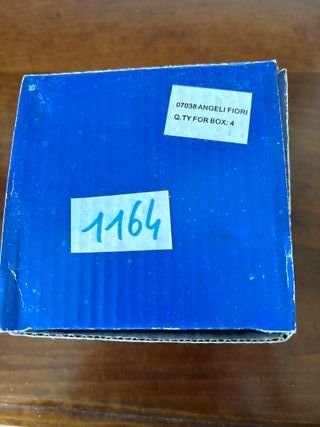 07038 ANGELI FIORI
Q.TY FOR BOX: 4
1164